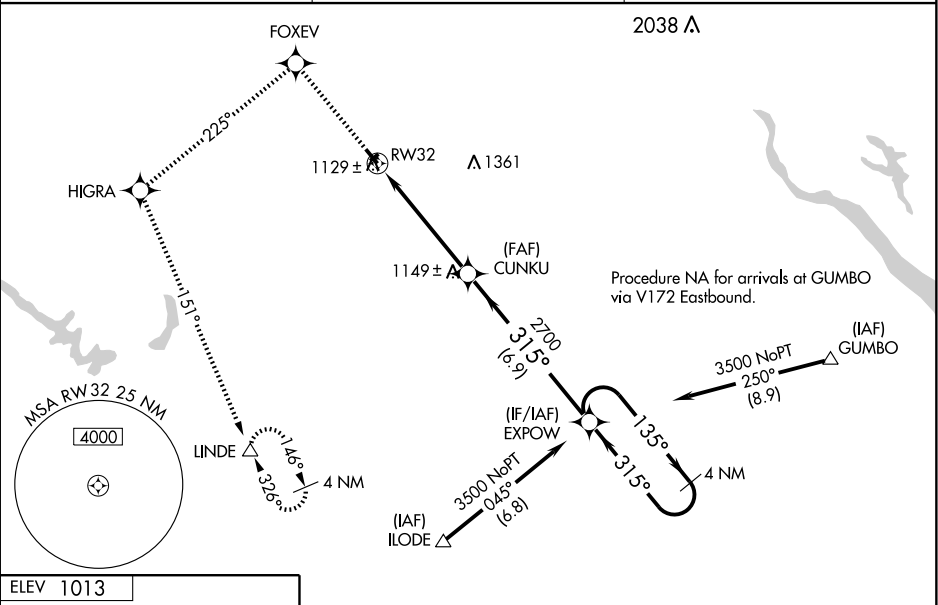 FOXEV
2038
225°
1129 ±
RW32
1361
HIGRA
(FAF)
CUNKU
1149 ±
Procedure NA for arrivals at GUMBO
via V172 Eastbound.
151°
2700
315°
(6.9)
(IAF)
GUMBO
3500 NoPT
250°
(8.9)
MSA RW 32 25 NM
4000
(IF/IAF)
EXPOW
135°
315°
4 NM
LINDE
146°
326°
4 NM
3500 NoPT
045°
(6.8)
(IAF)
ILODE
ELEV 1013